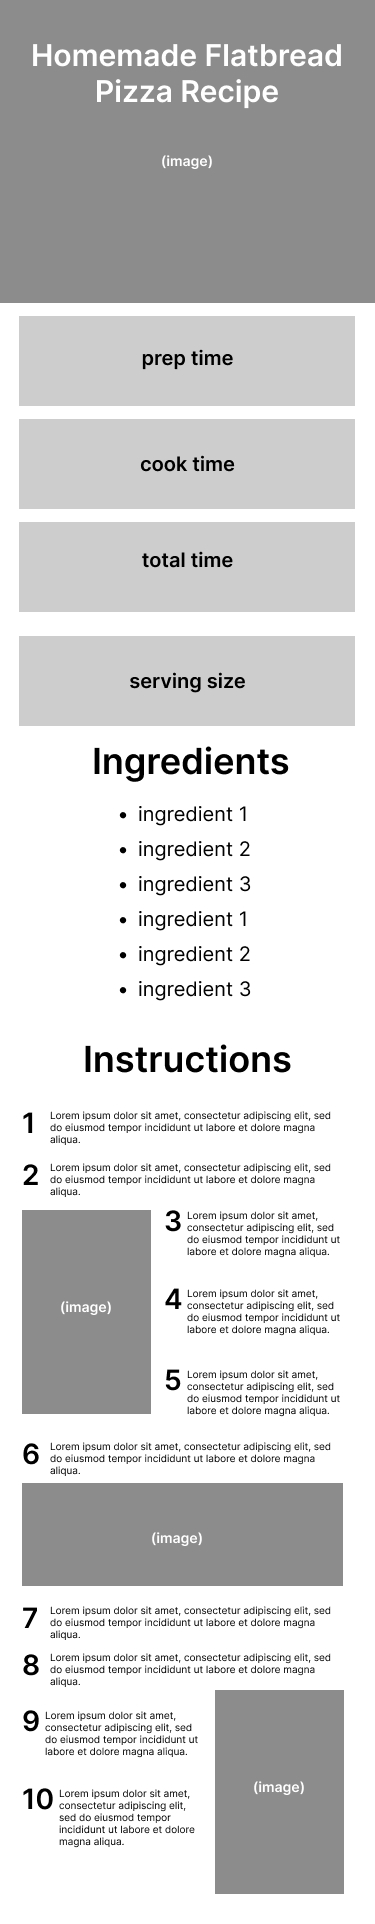 Homemade Flatbread
Pizza Recipe
(image)
prep time
cook time
total time
serving size
Ingredients
• ingredient 1
• ingredient 2
• ingredient 3
• ingredient 1
• ingredient 2
• ingredient 3
Instructions
1 Lorem ipsum dolor sit amet, consectetur adipiscing elit, sed
do eiusmod tempor incididunt ut labore et dolore magna
aliqua.
2 Lorem ipsum dolor sit amet, consectetur adipiscing elit, sed
do eiusmod tempor incididunt ut labore et dolore magna
aliqua.
(image)
3 Lorem ipsum dolor sit amet,
consectetur adipiscing elit, sed
do eiusmod tempor incididunt ut
labore et dolore magna aliqua.
4 Lorem ipsum dolor sit amet,
consectetur adipiscing elit, sed
do eiusmod tempor incididunt ut
labore et dolore magna aliqua.
5 Lorem ipsum dolor sit amet,
consectetur adipiscing elit, sed
do eiusmod tempor incididunt ut
labore et dolore magna aliqua.
6 Lorem ipsum dolor sit amet, consectetur adipiscing elit, sed
do eiusmod tempor incididunt ut labore et dolore magna
aliqua.
(image)
7 Lorem ipsum dolor sit amet, consectetur adipiscing elit, sed
do eiusmod tempor incididunt ut labore et dolore magna
aliqua.
8 Lorem ipsum dolor sit amet, consectetur adipiscing elit, sed
do eiusmod tempor incididunt ut labore et dolore magna
aliqua.
9 Lorem ipsum dolor sit amet,
consectetur adipiscing elit, sed
do eiusmod tempor incididunt ut
labore et dolore magna aliqua.
10 Lorem ipsum dolor sit amet,
consectetur adipiscing elit,
sed do eiusmod tempor
incididunt ut labore et dolore
magna aliqua.
(image)